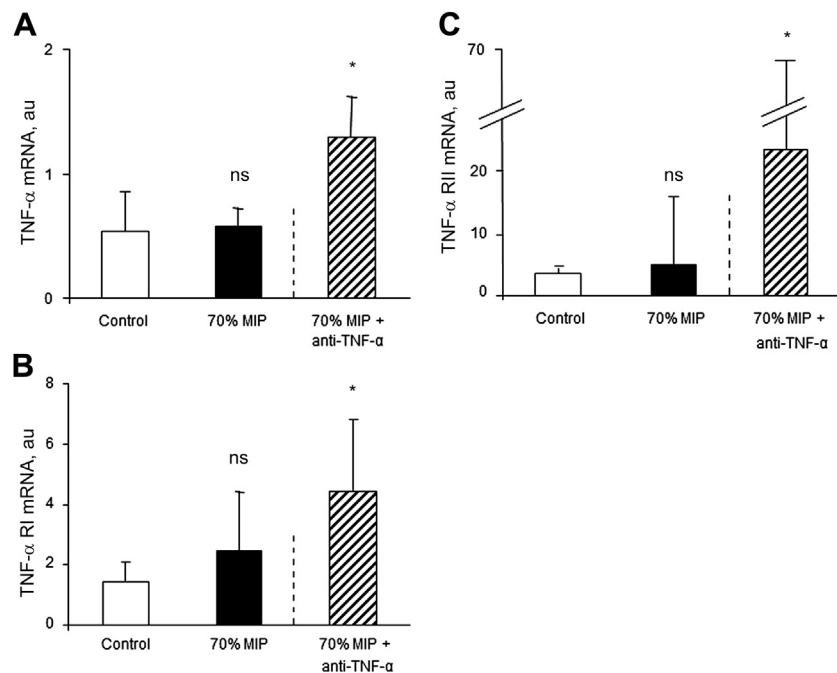 A
TNF-α mRNA, au
2
1
0
ns
*
Control
70% MIP
70% MIP +
anti-TNF-α
B
TNF-α RI mRNA, au
8
6
4
2
0
ns
*
Control
70% MIP
70% MIP +
anti-TNF-α
C
TNF-α RII mRNA, au
70
20
10
0
ns
*
Control
70% MIP
70% MIP +
anti-TNF-α